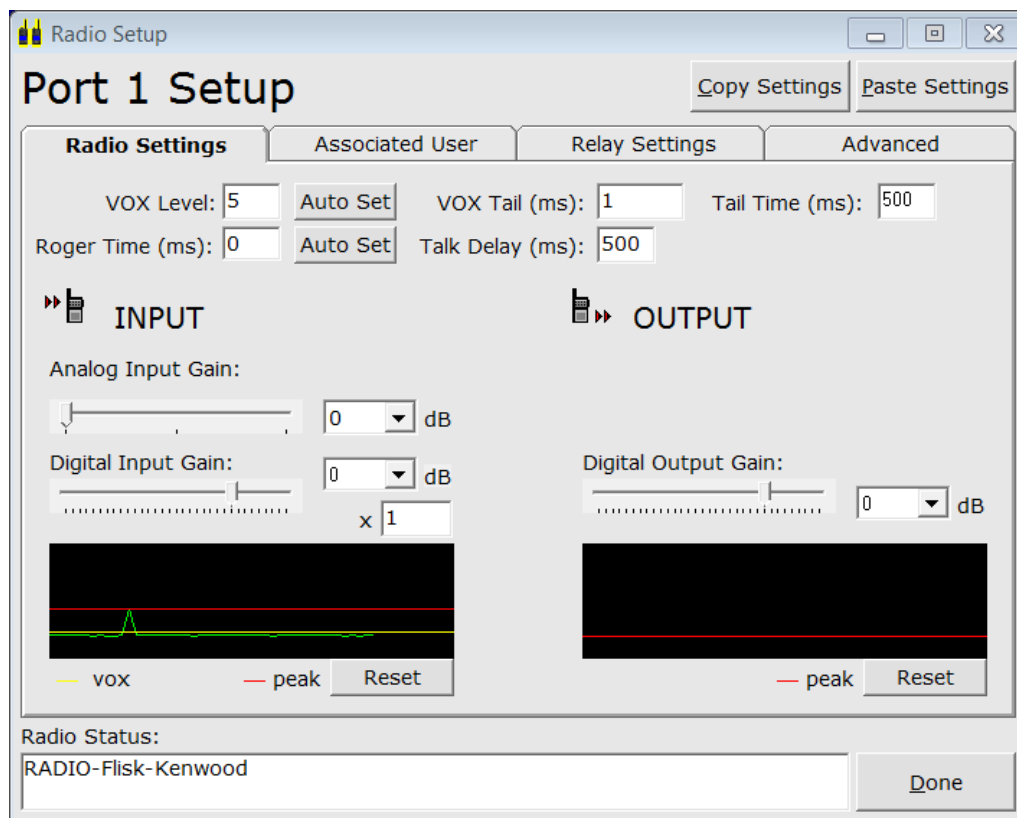 Radio Setup
Port 1 Setup
Copy Settings Paste Settings
Radio Settings Associated User Relay Settings Advanced
VOX Level: 5 Auto Set VOX Tail (ms): 1 Tail Time (ms): 500
Roger Time (ms): 0 Auto Set Talk Delay (ms): 500
INPUT OUTPUT
Analog Input Gain:
0 dB
Digital Input Gain: 0 dB Digital Output Gain:
x 1 0 dB
vox peak Reset peak Reset
Radio Status:
RADIO-Flisk-Kenwood
Done